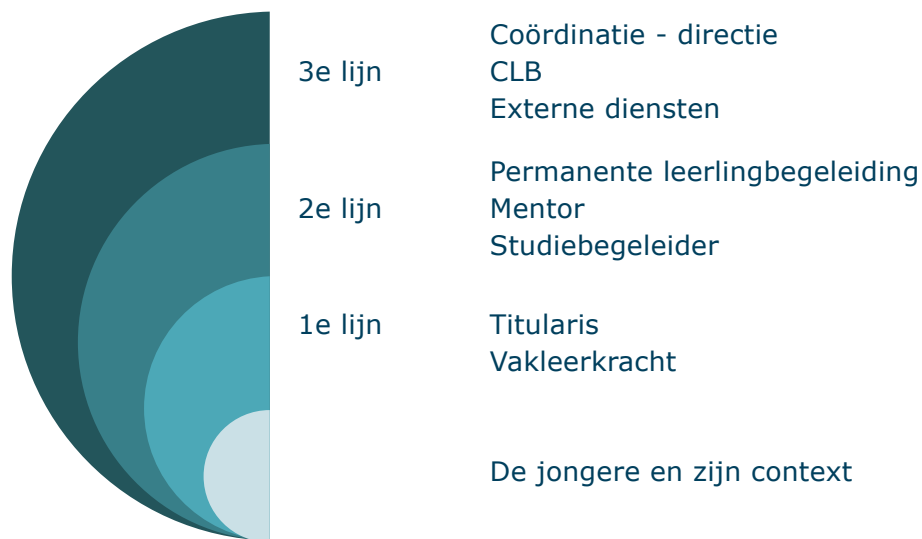 Coördinatie - directie
3e lijn CLB
Externe diensten
Permanente leerlingbegeleiding
2e lijn Mentor
Studiebegeleider
1e lijn Titularis
Vakleerkracht
De jongere en zijn context